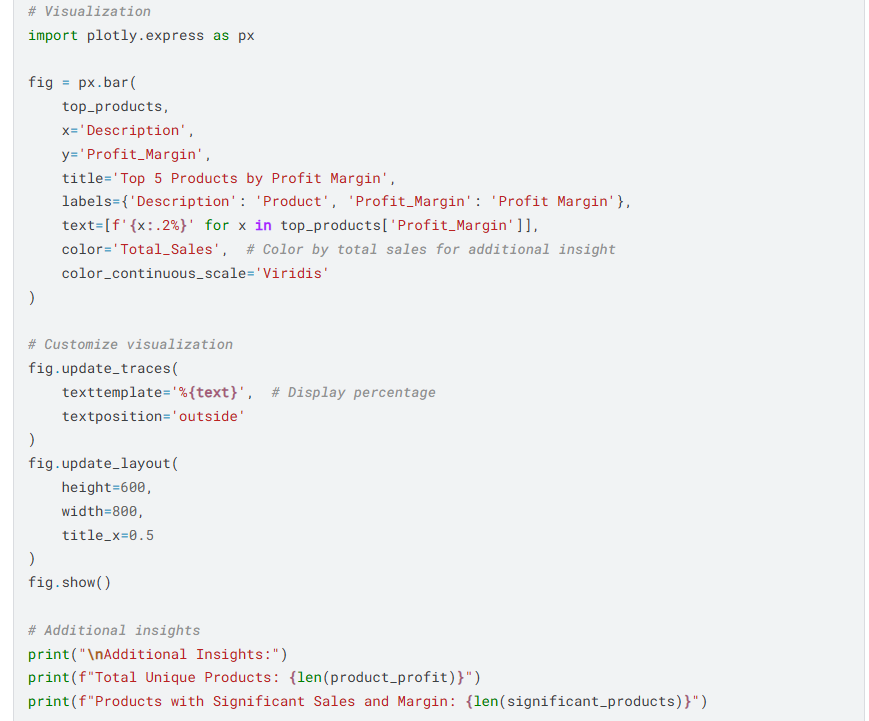 # Visualization
import plotly.express as px
fig = px.bar(
    top_products,
    x='Description',
    y='Profit_Margin',
    title='Top 5 Products by Profit Margin',
    labels={'Description': 'Product', 'Profit_Margin': 'Profit Margin'},
    text=[f'{x:.2%}' for x in top_products['Profit_Margin']],
    color='Total_Sales',  # Color by total sales for additional insight
    color_continuous_scale='Viridis'
)
# Customize visualization
fig.update_traces(
    texttemplate='%{text}',  # Display percentage
    textposition='outside'
)
fig.update_layout(
    height=600,
    width=800,
    title_x=0.5
)
fig.show()
# Additional insights
print("\nAdditional Insights:")
print(f"Total Unique Products: {len(product_profit)}")
print(f"Products with Significant Sales and Margin: {len(significant_products)}")